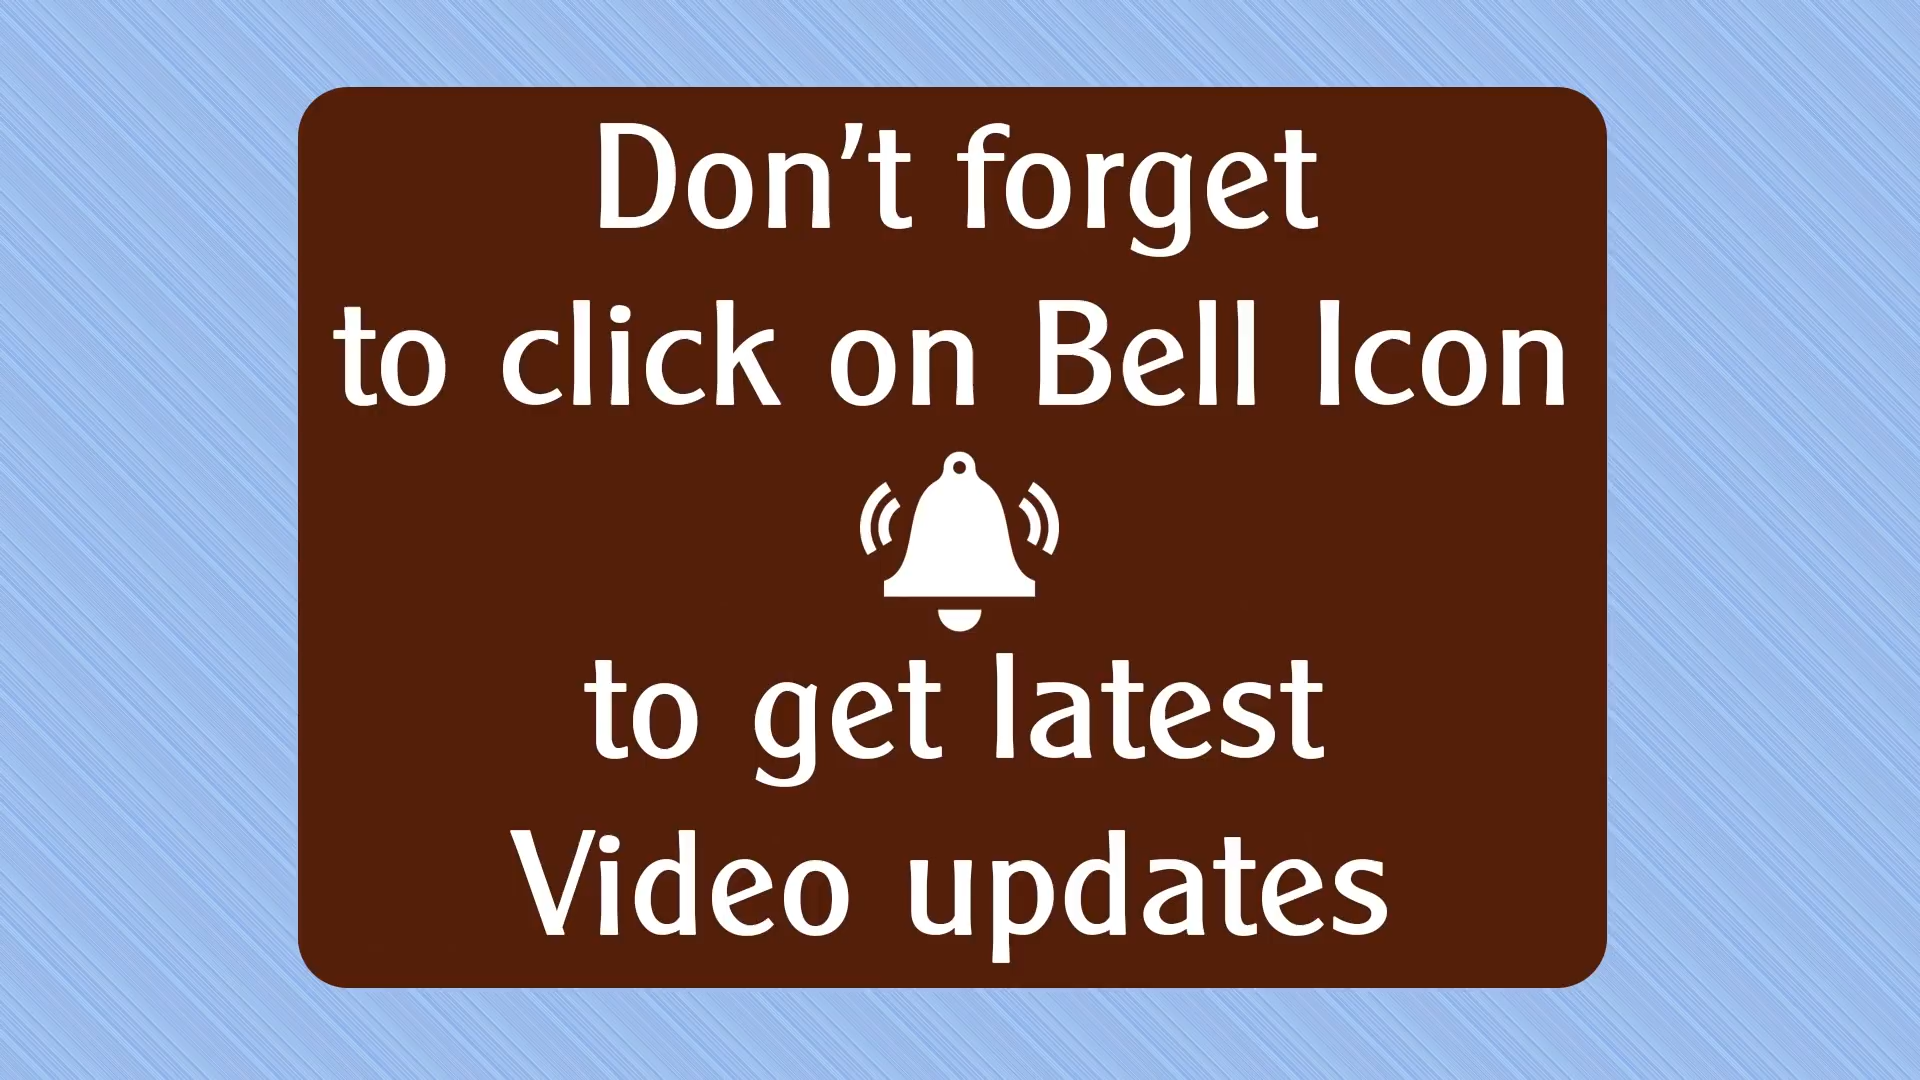 Don’t forget
to click on Bell Icon
to get latest
Video updates